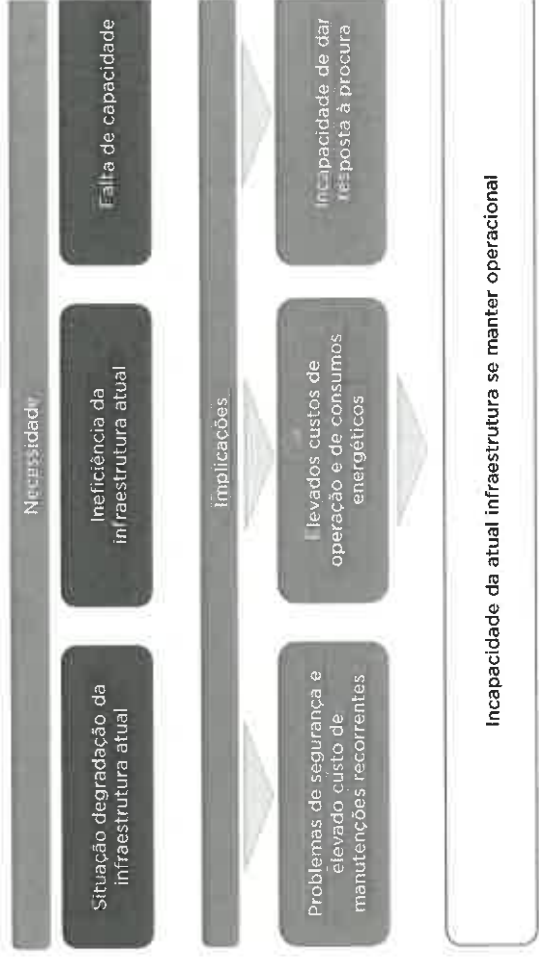 Necessidade
Situação degradação da
infraestrutura atual
Ineficiência da
infraestrutura atual
Falta de capacidade
Implicações
Problemas de segurança e
elevado custo de
manutenções recorrentes
Elevados custos de
operação e de consumos
energéticos
Incapacidade de dar
resposta à procura
Incapacidade da atual infraestrutura se manter operacional